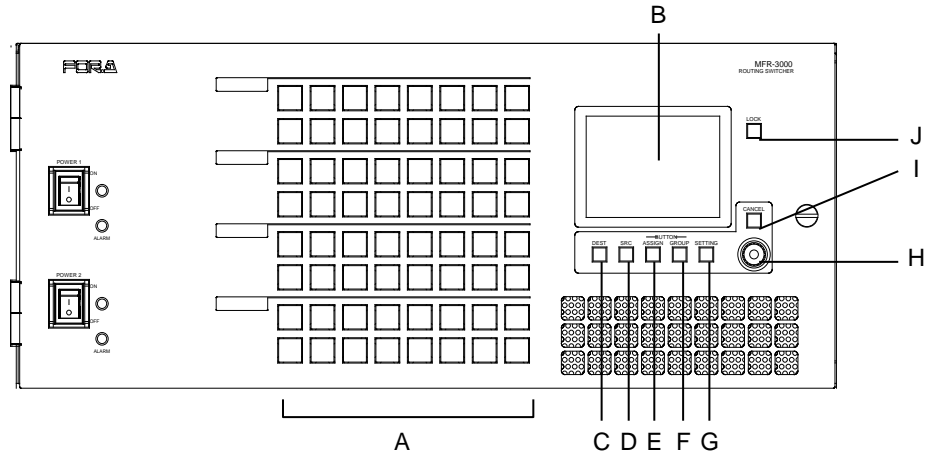 B
FOR.A
MFR-3000
ROUTING SWITCHER
LOCK
J
I
POWER 1
ON
OFF
ALARM
CANCEL
BUTTON
DEST SRC ASSIGN GROUP SETTING
H
POWER 2
ON
OFF
ALARM
A
C D E F G